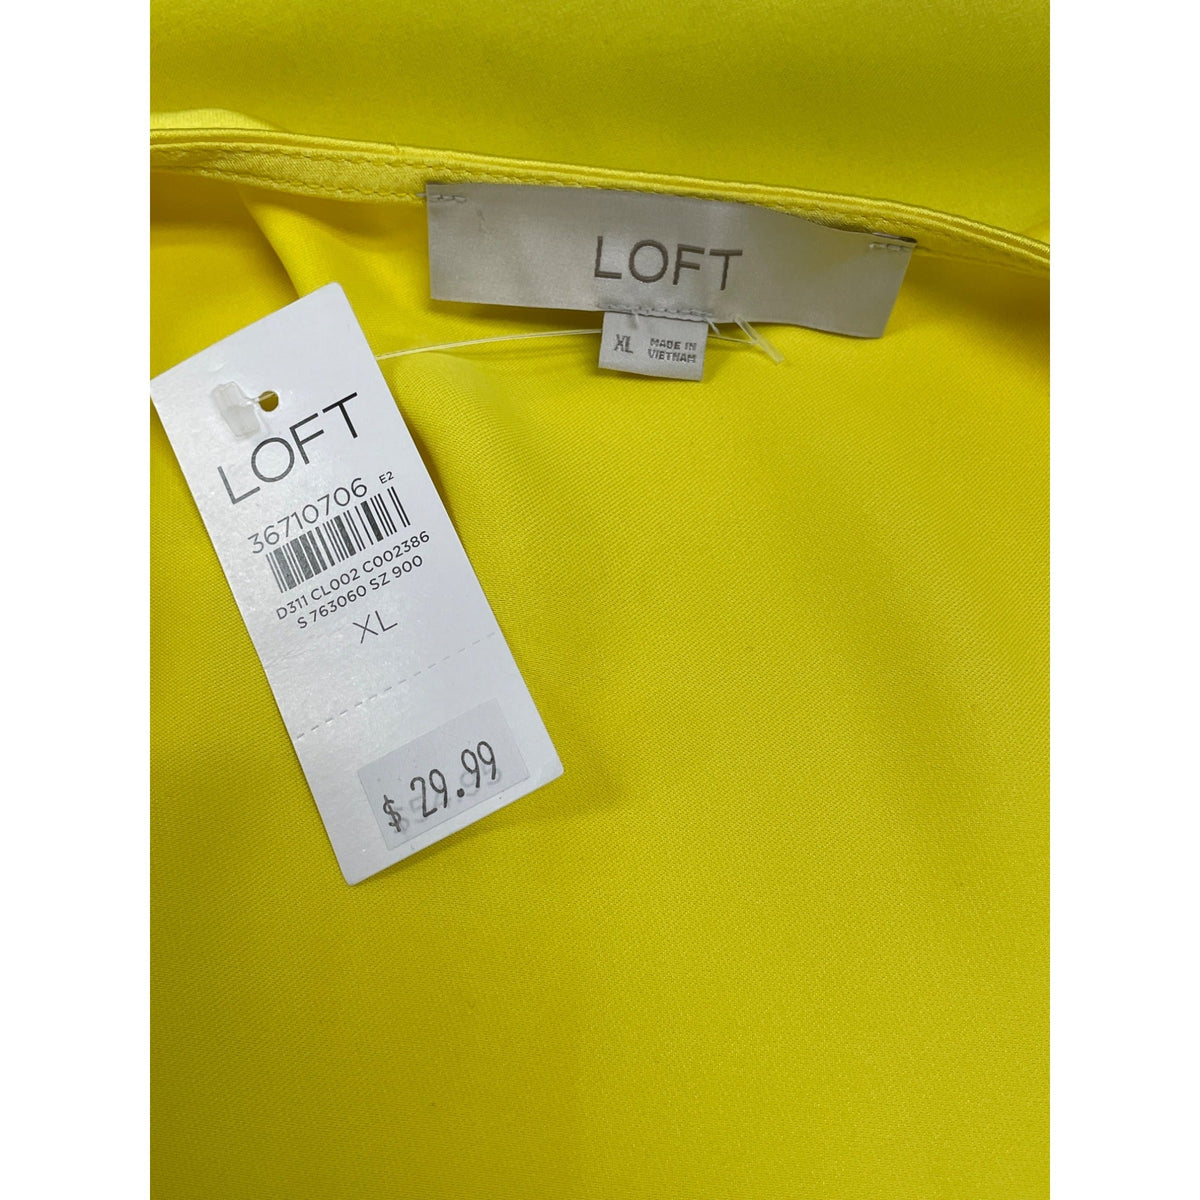 LOFT
XL
MADE IN
VIETNAM
LOFT
36710706 E2
D311 CL002 C002386
S 763060 SZ 900
XL
$ 29.99